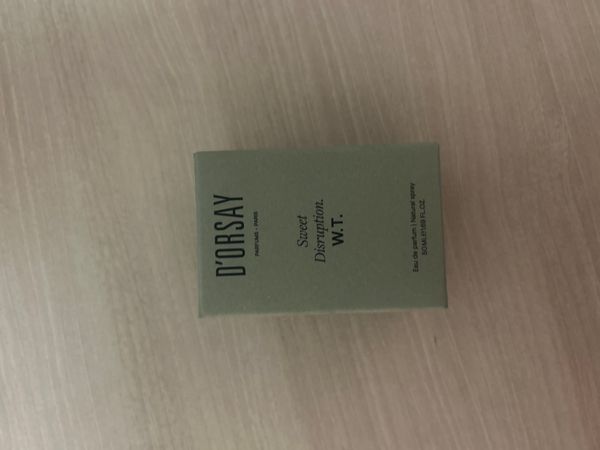 D'ORSAY
PARFUMS - PARIS
Sweet
Disruption.
W.T.
Eau de parfum | Natural spray
50 ML ℮ 1.69 FL.OZ.